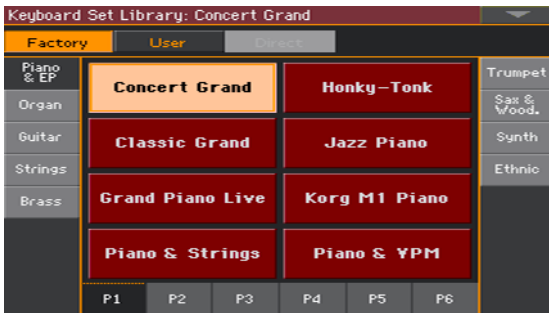 Keyboard Set Library: Concert Grand
Factory User Direct
Piano
& EP
Organ
Guitar
Strings
Brass
Concert Grand
Honky-Tonk
Classic Grand
Jazz Piano
Grand Piano Live
Korg M1 Piano
Piano & Strings
Piano & YPM
Trumpet
Sax &
Wood.
Synth
Ethnic
P1 P2 P3 P4 P5 P6